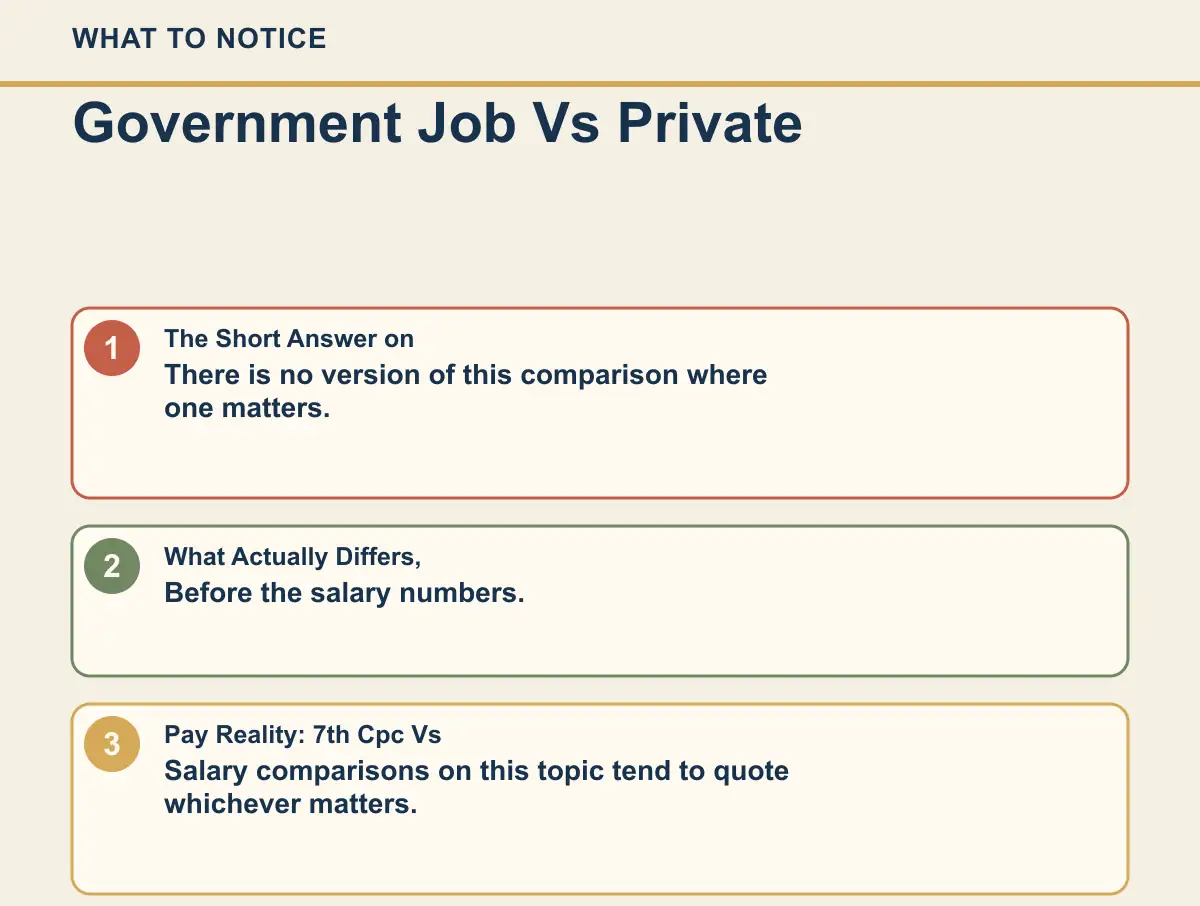 WHAT TO NOTICE
Government Job Vs Private
1
The Short Answer on
There is no version of this comparison where
one matters.
2
What Actually Differs,
Before the salary numbers.
3
Pay Reality: 7th Cpc Vs
Salary comparisons on this topic tend to quote
whichever matters.